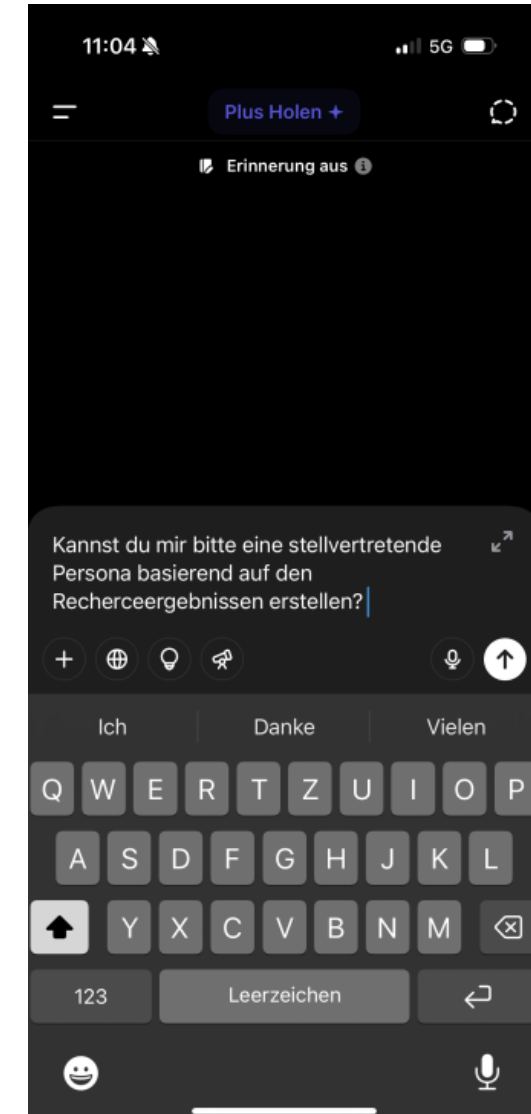 11:04
5G
Plus Holen
Erinnerung aus
Kannst du mir bitte eine stellvertretende
Persona basierend auf den
Recherceergebnissen erstellen?
Ich Danke Vielen
Q W E R T Z U I O P
A S D F G H J K L
Y X C V B N M
123 Leerzeichen